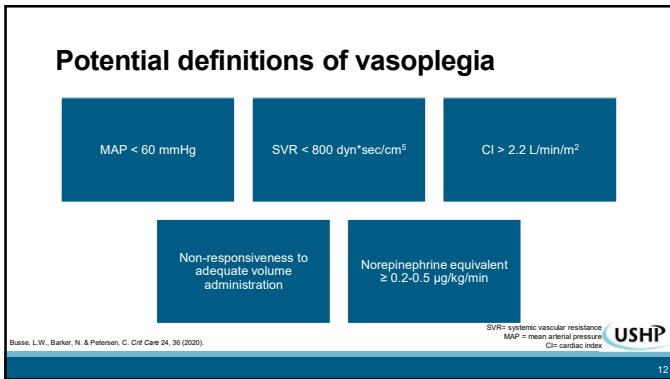 Potential definitions of vasoplegia
MAP < 60 mmHg
SVR < 800 dyn*sec/cm⁵
CI > 2.2 L/min/m²
Non-responsiveness to
adequate volume
administration
Norepinephrine equivalent
≥ 0.2-0.5 µg/kg/min
SVR= systemic vascular resistance
MAP = mean arterial pressure
CI= cardiac index
Busse, L.W., Barker, N. & Petersen, C. Crit Care 24, 36 (2020).
USHP
12